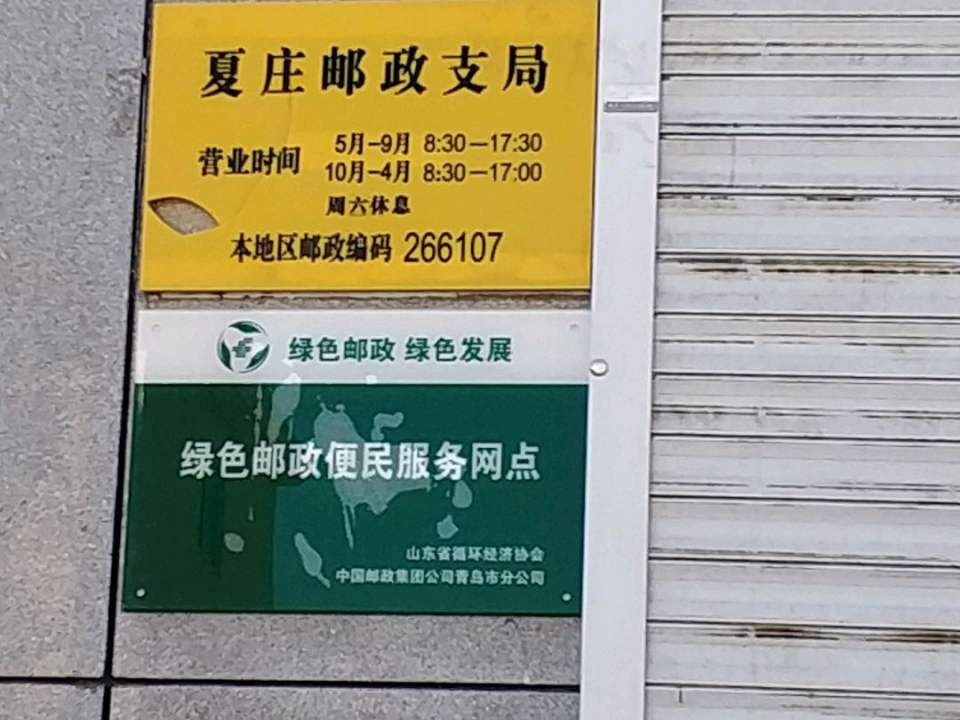 夏庄邮政支局
营业时间 5月-9月 8:30-17:30
10月-4月 8:30-17:00
周六休息
本地区邮政编码 266107
绿色邮政 绿色发展
绿色邮政便民服务网点
山东省循环经济协会
中国邮政集团公司青岛市分公司